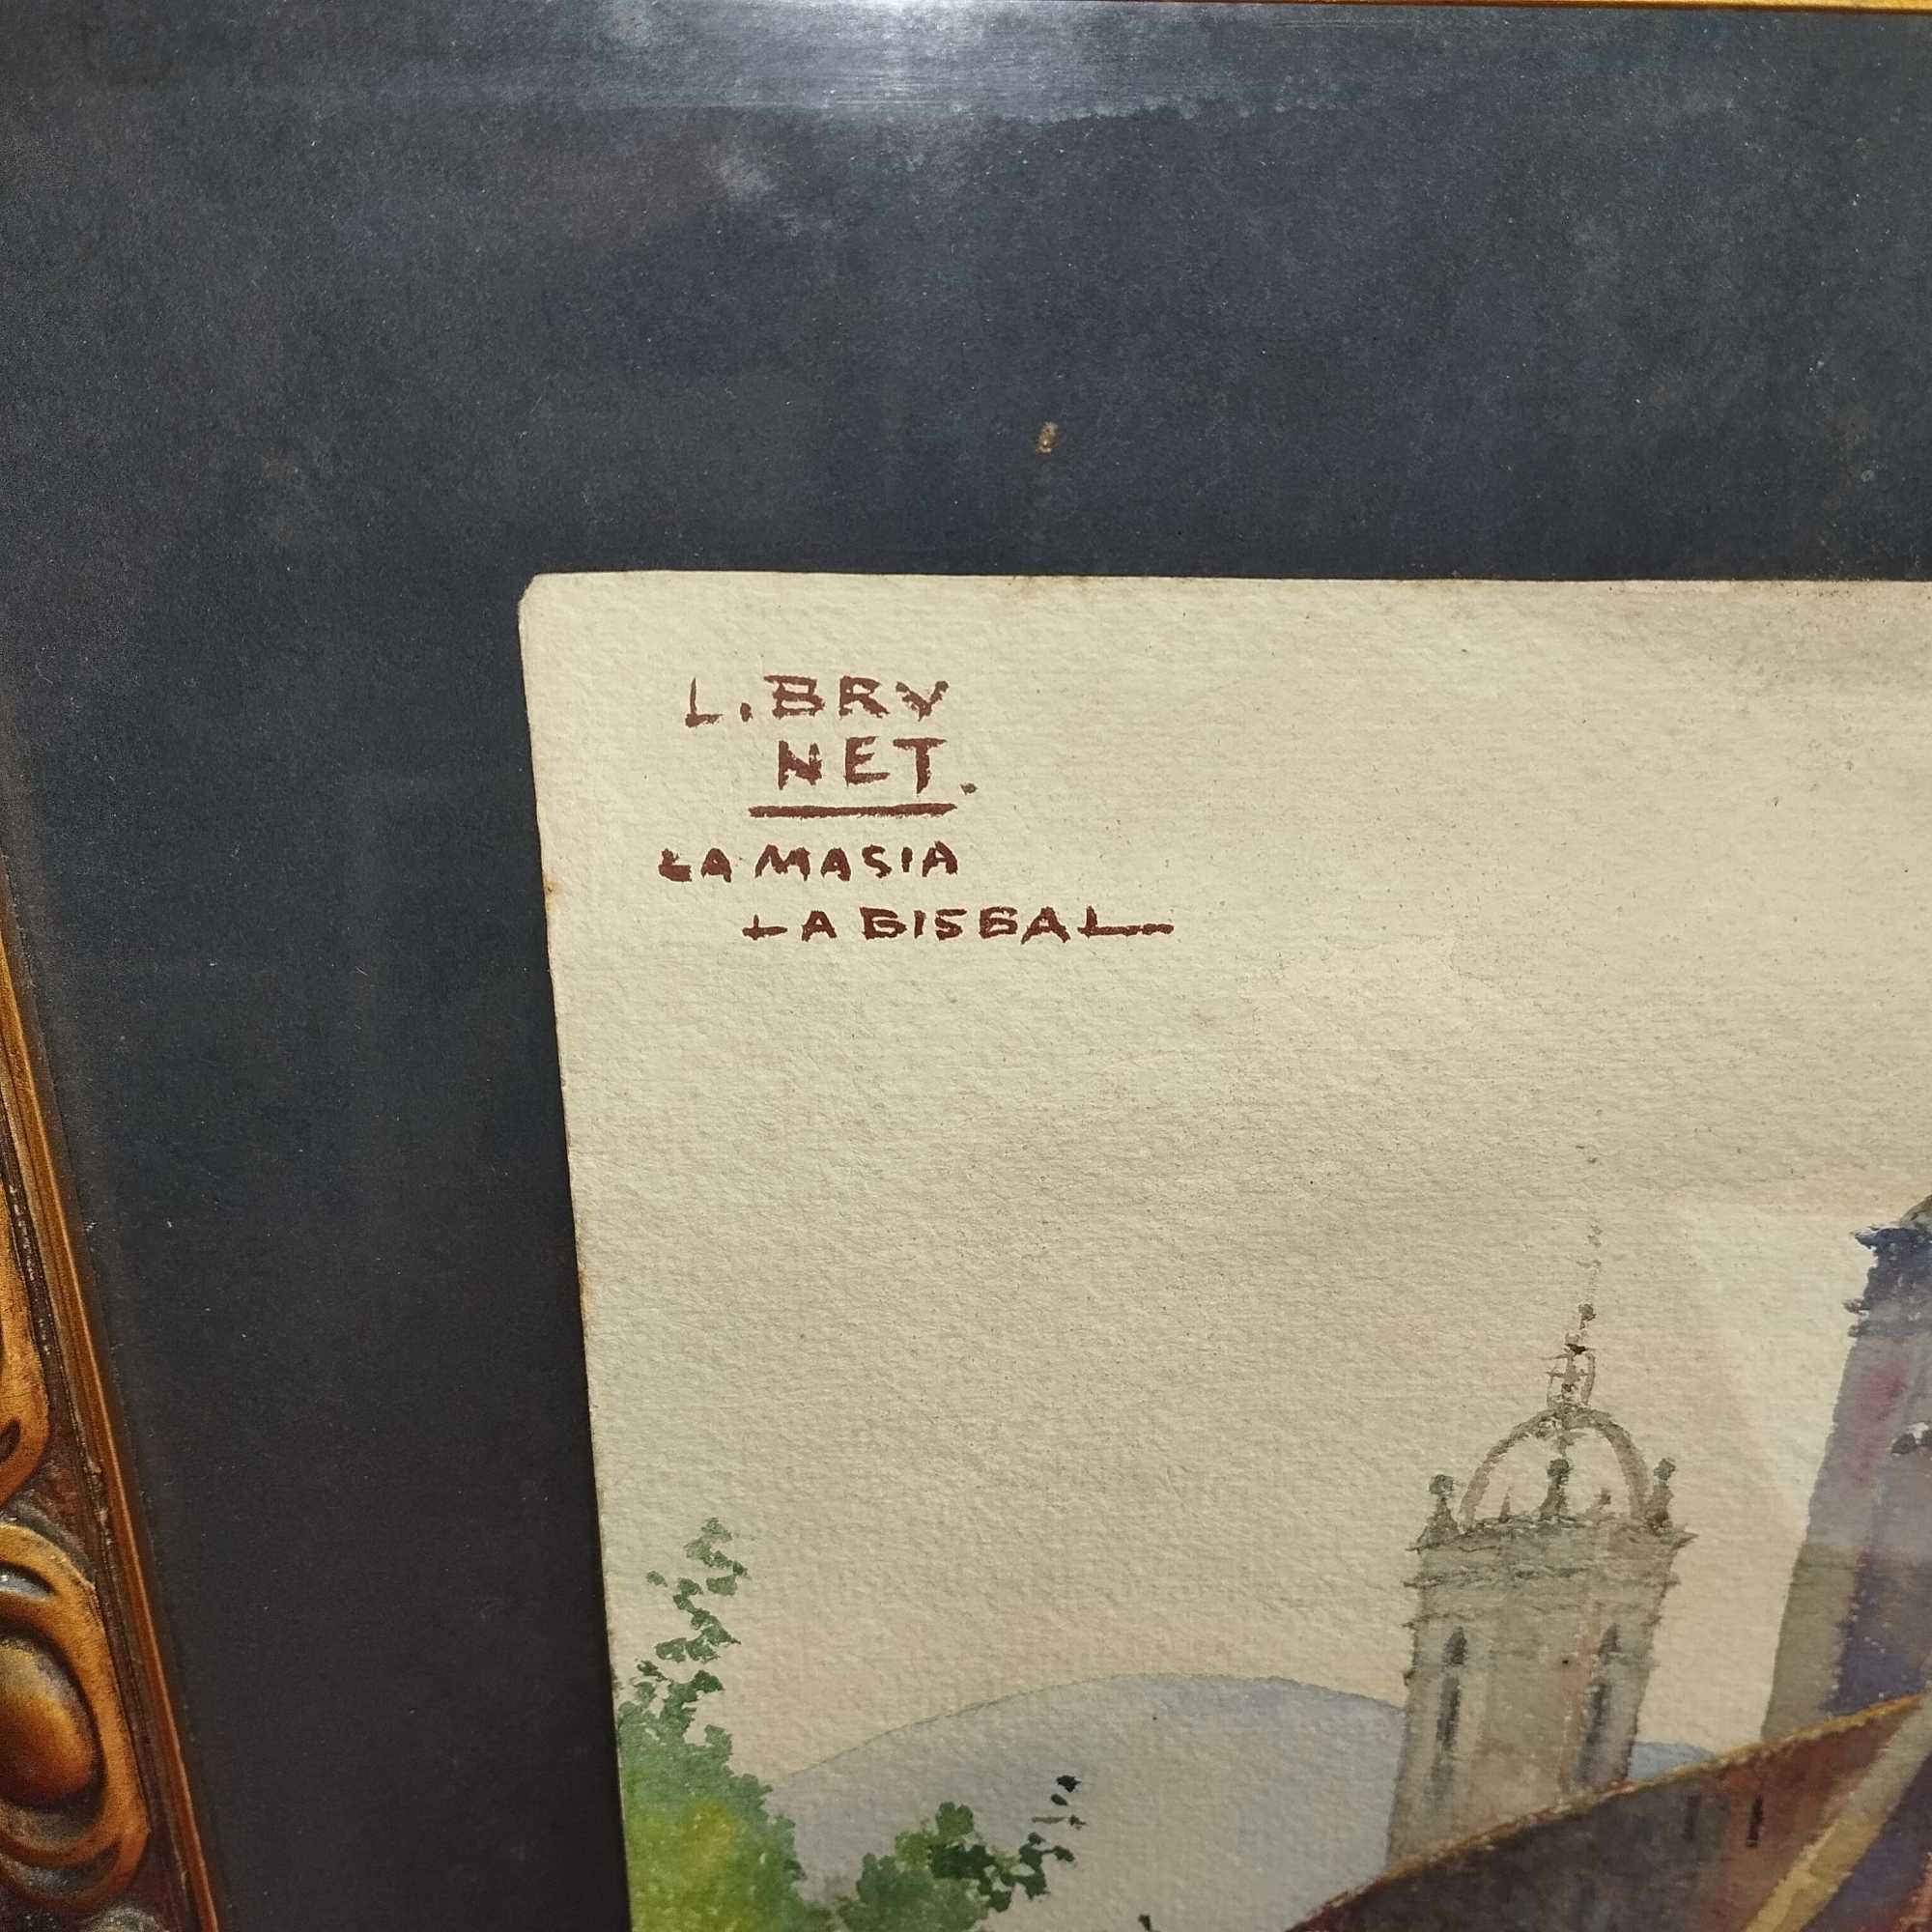 L. BRV
NET.
LA MASIA
LA BISBAL